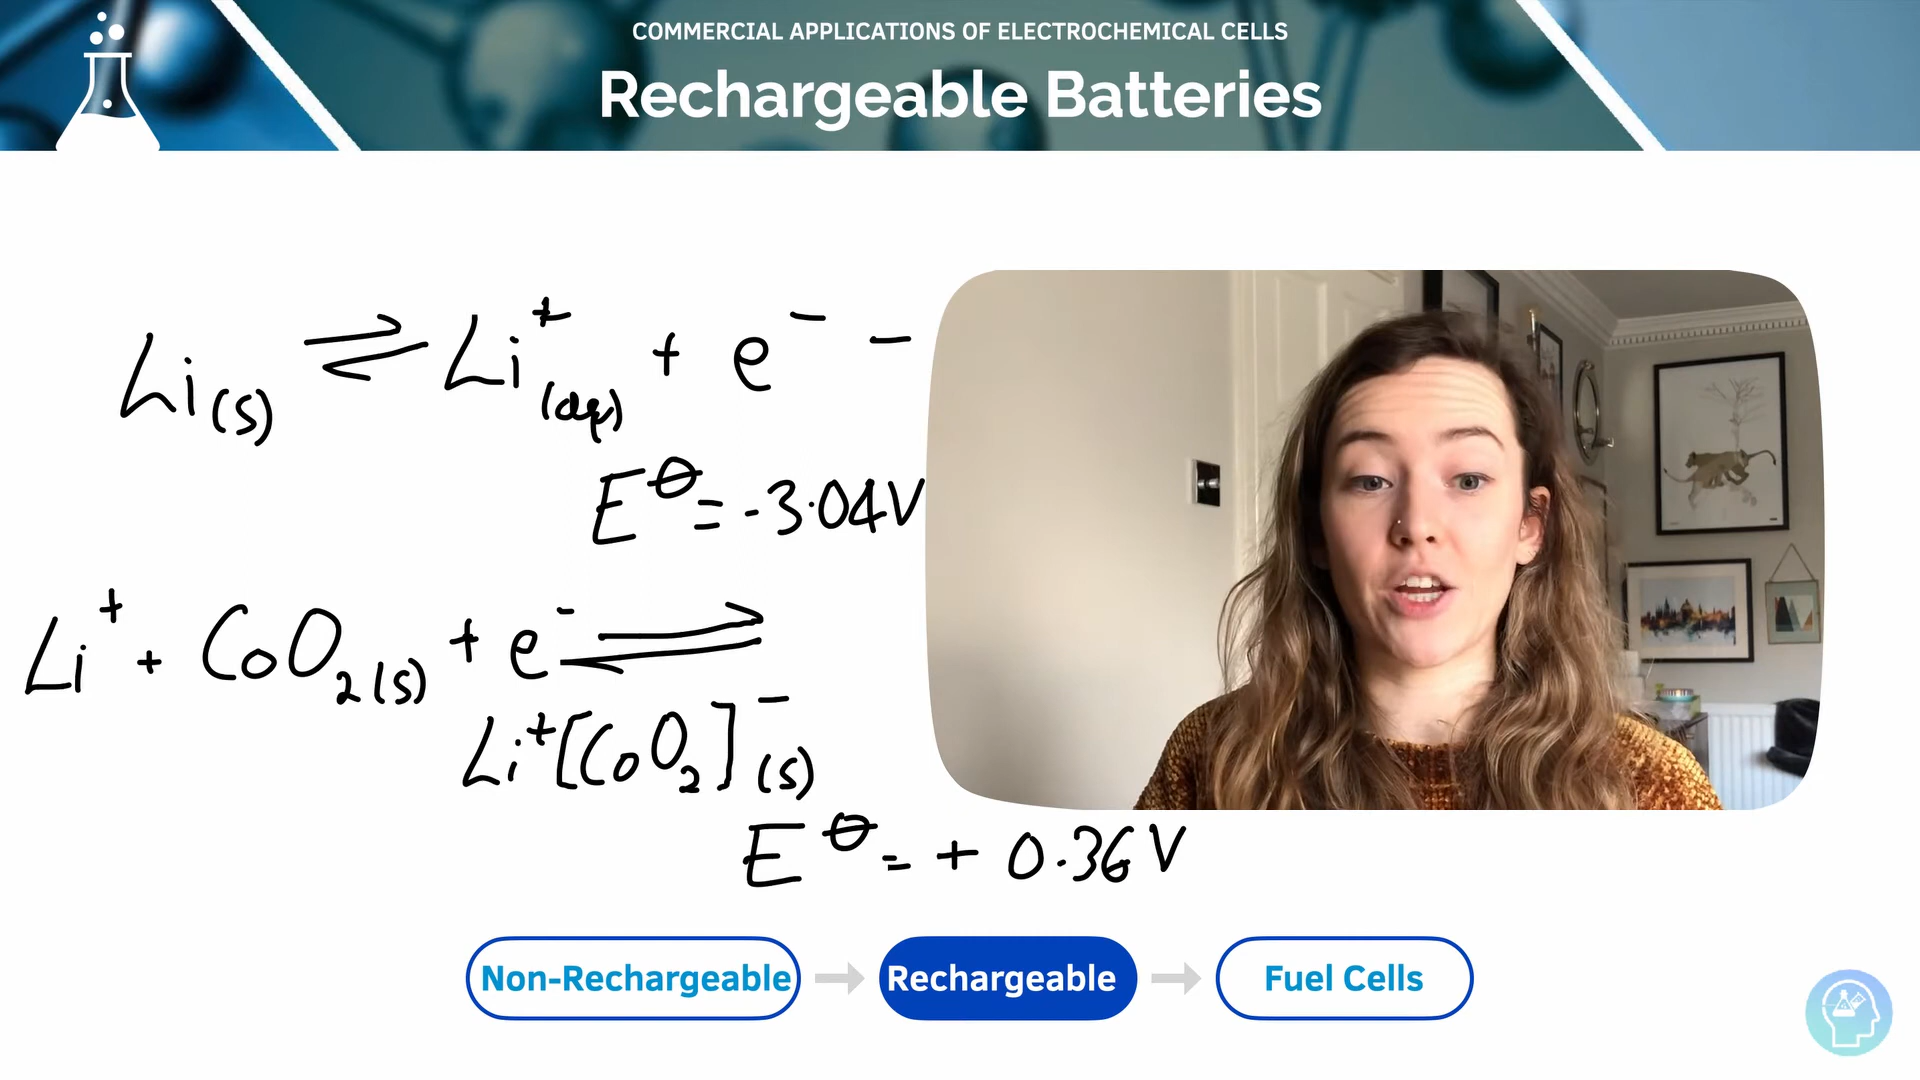 COMMERCIAL APPLICATIONS OF ELECTROCHEMICAL CELLS
Rechargeable Batteries
Li(s) ⇌ Li⁺(aq) + e⁻ –
E⦵ = -3.04V
Li⁺ + CoO₂(s) + e⁻ ⇌
Li⁺[CoO₂]⁻(s)
E⦵ = + 0.36V
Non-Rechargeable
Rechargeable
Fuel Cells